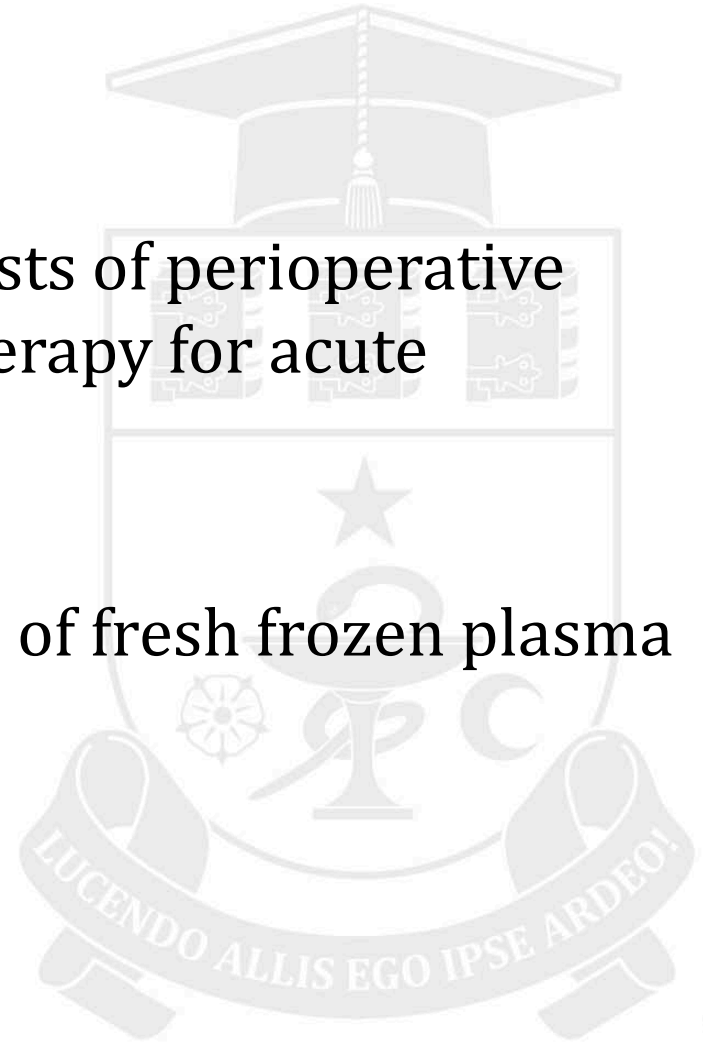 sts of perioperative
erapy for acute
of fresh frozen plasma
LUCENDO ALLIS EGO IPSE ARDEO!